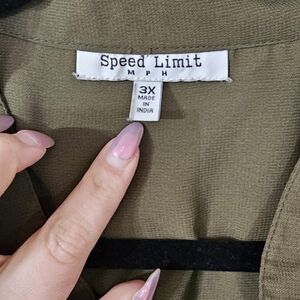 Speed Limit
MPH
3X
MADE
IN
INDIA